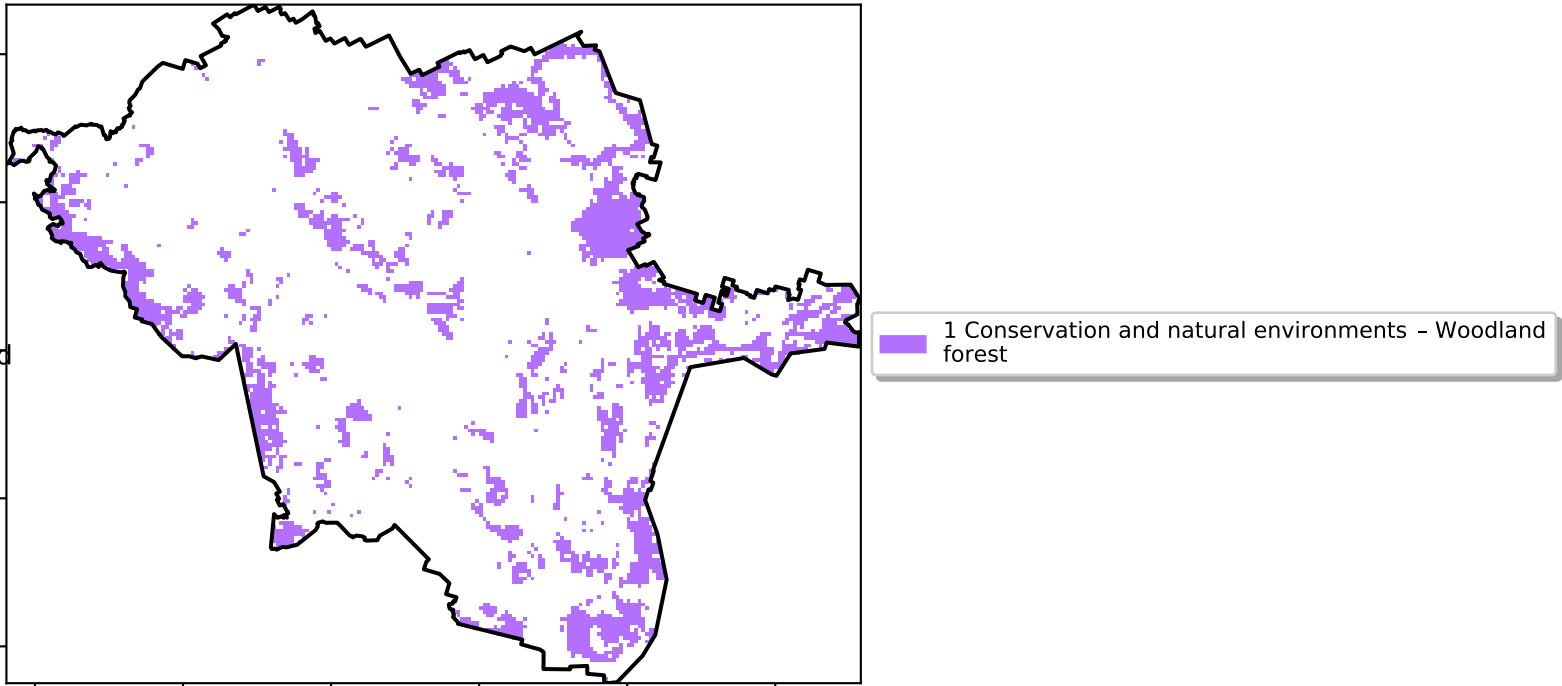 d
1 Conservation and natural environments – Woodland
forest